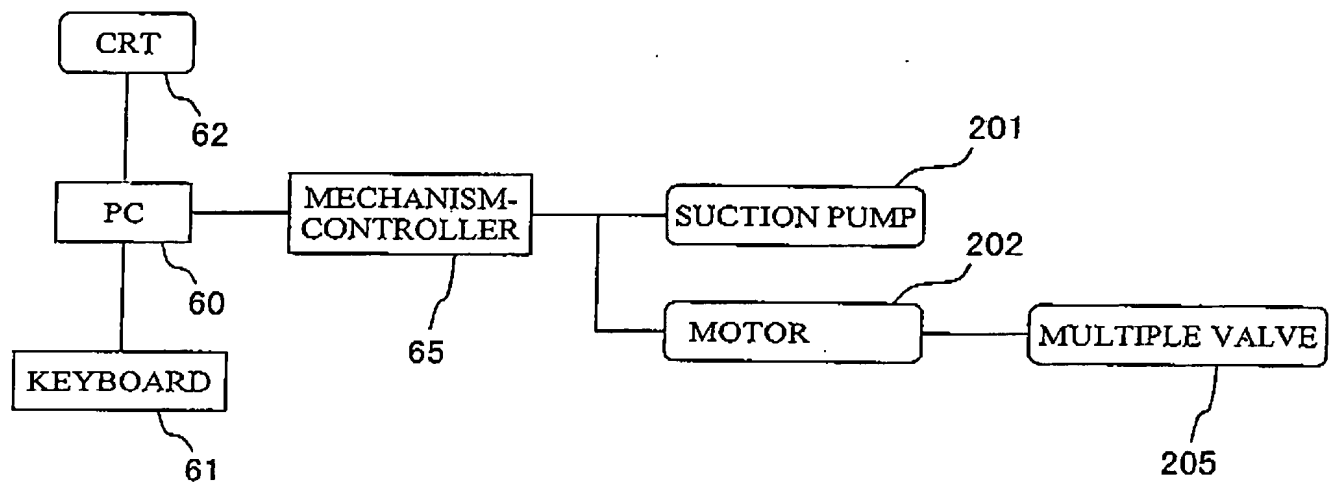 CRT
62
201
PC
MECHANISM-
CONTROLLER
SUCTION PUMP
60
202
65
MOTOR
MULTIPLE VALVE
KEYBOARD
61
205